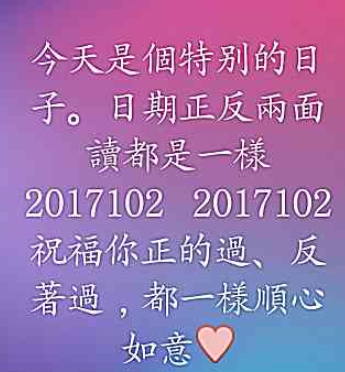 今天是個特别的日
子。日期正反兩面
讀都是一樣
2017102 2017102
祝福你正的過、反
著過，都一樣順心
如意